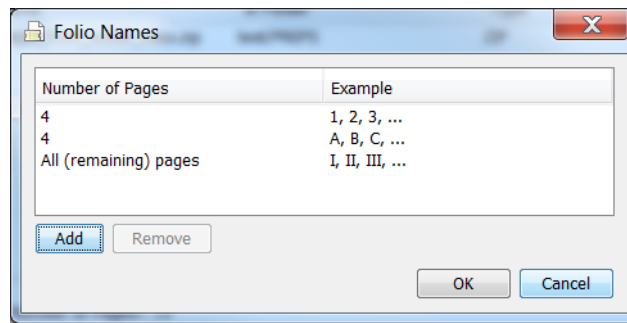 Folio Names
Number of Pages Example
4 1, 2, 3, ...
4 A, B, C, ...
All (remaining) pages I, II, III, ...
Add Remove
OK Cancel